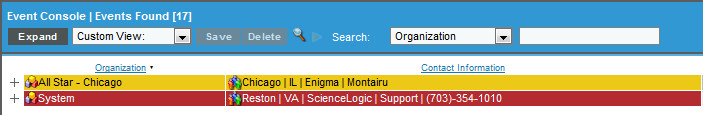 Event Console | Events Found [17]
Expand Custom View: Save Delete Search: Organization
Organization Contact Information
+ All Star - Chicago Chicago | IL | Enigma | Montairu
+ System Reston | VA | ScienceLogic | Support | (703)-354-1010